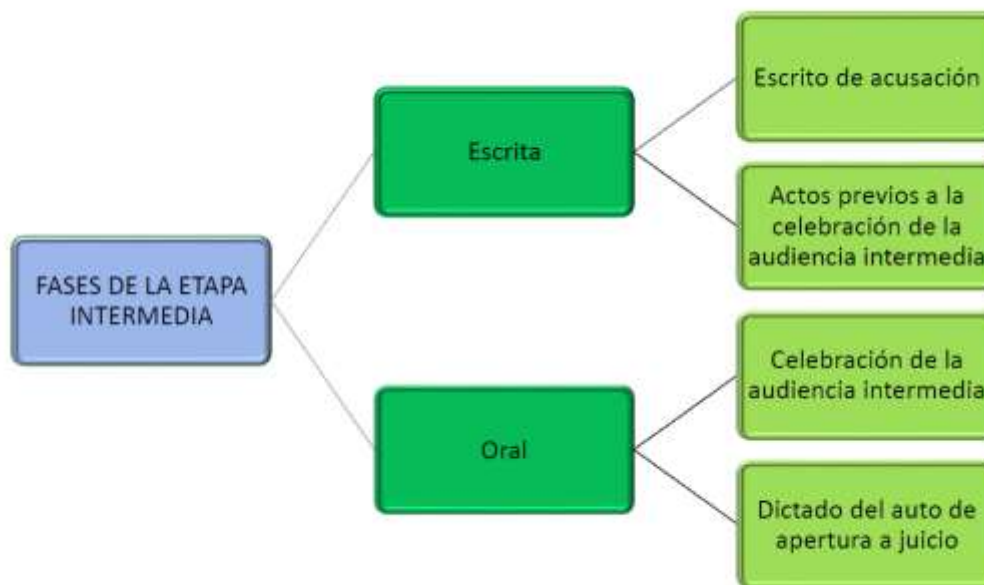 FASES DE LA ETAPA
INTERMEDIA
Escrita
Escrito de acusación
Actos previos a la
celebración de la
audiencia intermedia
Oral
Celebración de la
audiencia intermedia
Dictado del auto de
apertura a juicio